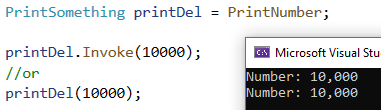 PrintSomething printDel = PrintNumber;
printDel.Invoke(10000);
//or
printDel(10000);
Microsoft Visual Stu
Number: 10,000
Number: 10,000